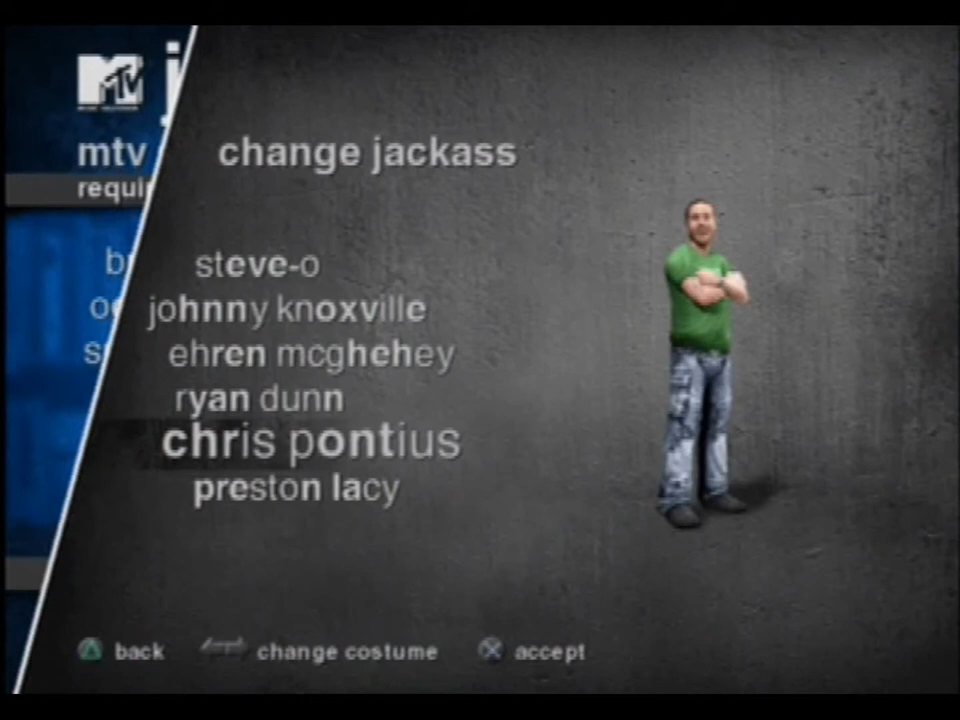 MTV j
mtv
requi
change jackass
steve-o
johnny knoxville
ehren mcghehey
ryan dunn
chris pontius
preston lacy
back
change costume
accept